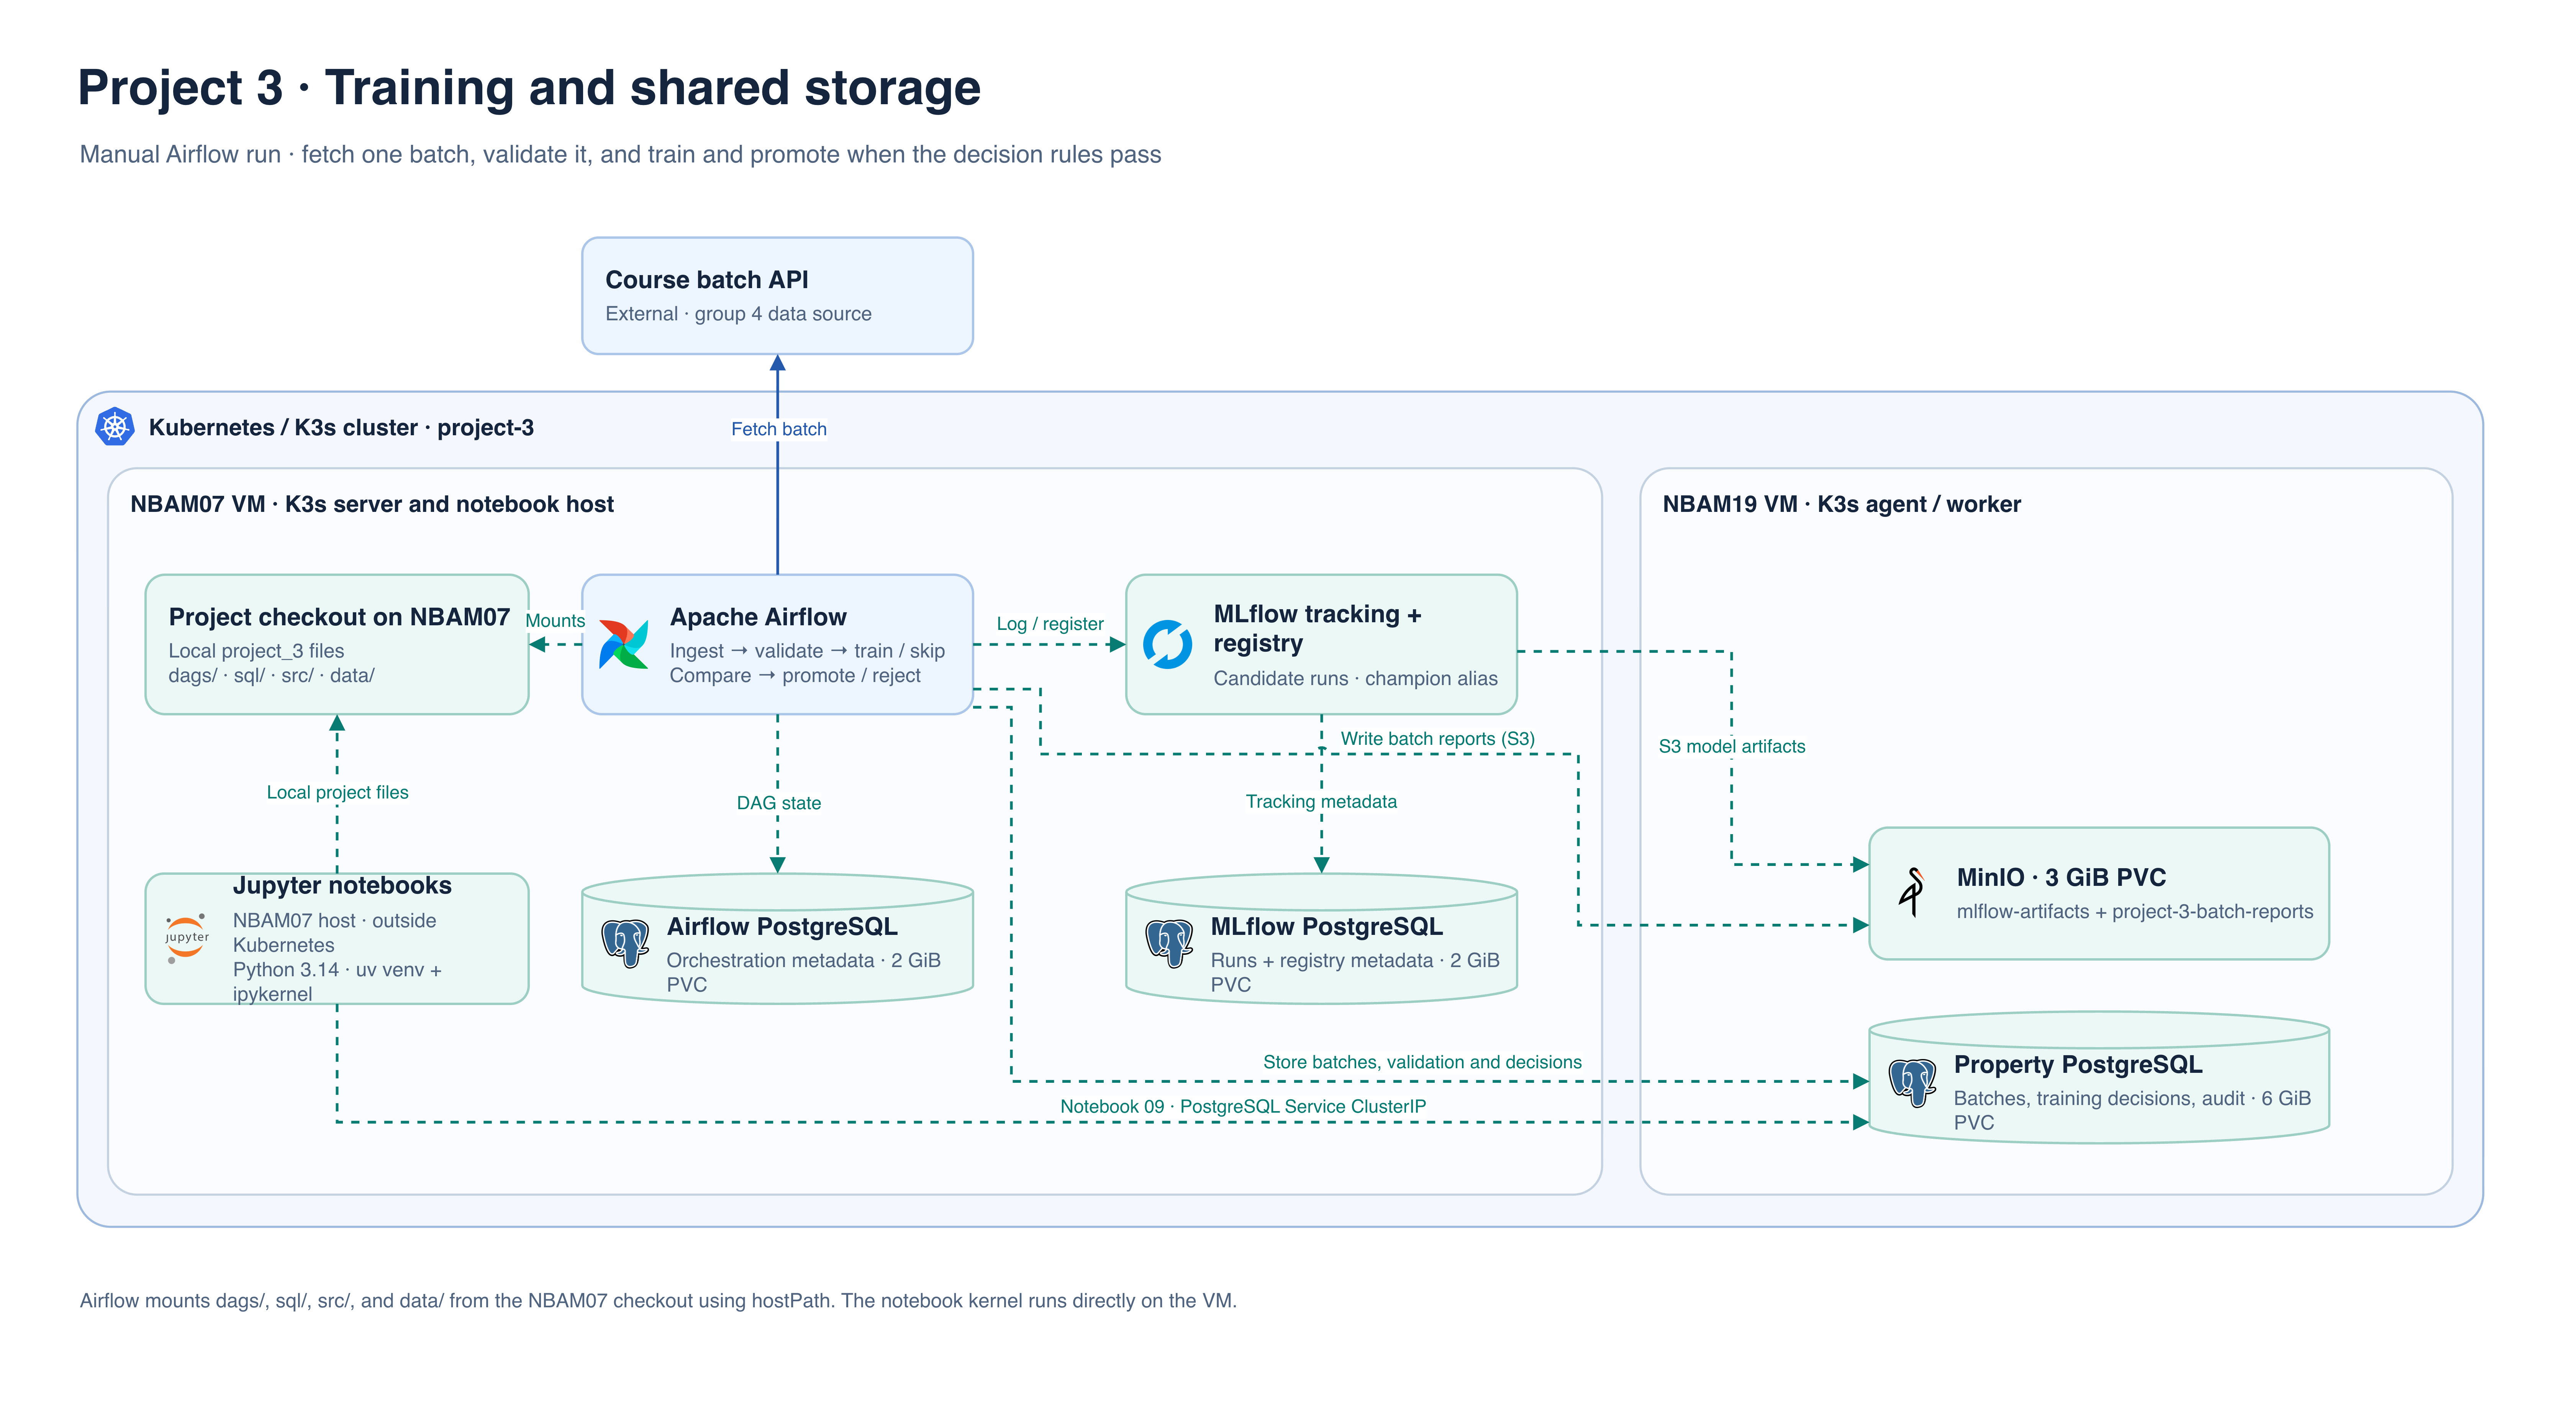 Project 3 · Training and shared storage
Manual Airflow run · fetch one batch, validate it, and train and promote when the decision rules pass
Course batch API
External · group 4 data source
Kubernetes / K3s cluster · project-3
Fetch batch
NBAM07 VM · K3s server and notebook host
NBAM19 VM · K3s agent / worker
Project checkout on NBAM07
Local project_3 files
dags/ · sql/ · src/ · data/
Mounts
Apache Airflow
Ingest → validate → train / skip
Compare → promote / reject
Log / register
MLflow tracking +
registry
Candidate runs · champion alias
Write batch reports (S3)
S3 model artifacts
Local project files
DAG state
Tracking metadata
Jupyter notebooks
NBAM07 host · outside
Kubernetes
Python 3.14 · uv venv +
ipykernel
jupyter
Airflow PostgreSQL
Orchestration metadata · 2 GiB
PVC
MLflow PostgreSQL
Runs + registry metadata · 2 GiB
PVC
MinIO · 3 GiB PVC
mlflow-artifacts + project-3-batch-reports
Store batches, validation and decisions
Notebook 09 · PostgreSQL Service ClusterIP
Property PostgreSQL
Batches, training decisions, audit · 6 GiB
PVC
Airflow mounts dags/, sql/, src/, and data/ from the NBAM07 checkout using hostPath. The notebook kernel runs directly on the VM.